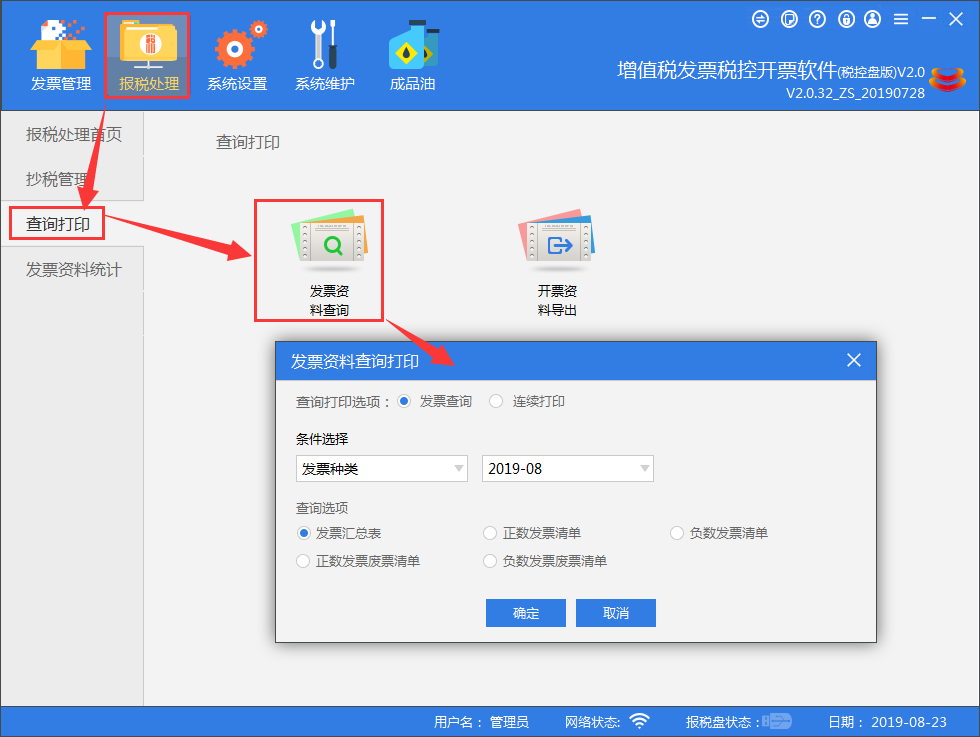 发票管理 报税处理 系统设置 系统维护 成品油
增值税发票税控开票软件(税控盘版)V2.0
V2.0.32_ZS_20190728
报税处理首页
抄税管理
查询打印
发票资料统计
查询打印
发票资
料查询
开票资
料导出
发票资料查询打印
查询打印选项： 发票查询 连续打印
条件选择
发票种类 2019-08
查询选项
发票汇总表 正数发票清单 负数发票清单
正数发票废票清单 负数发票废票清单
确定 取消
用户名： 管理员 网络状态: 报税盘状态： 日期： 2019-08-23